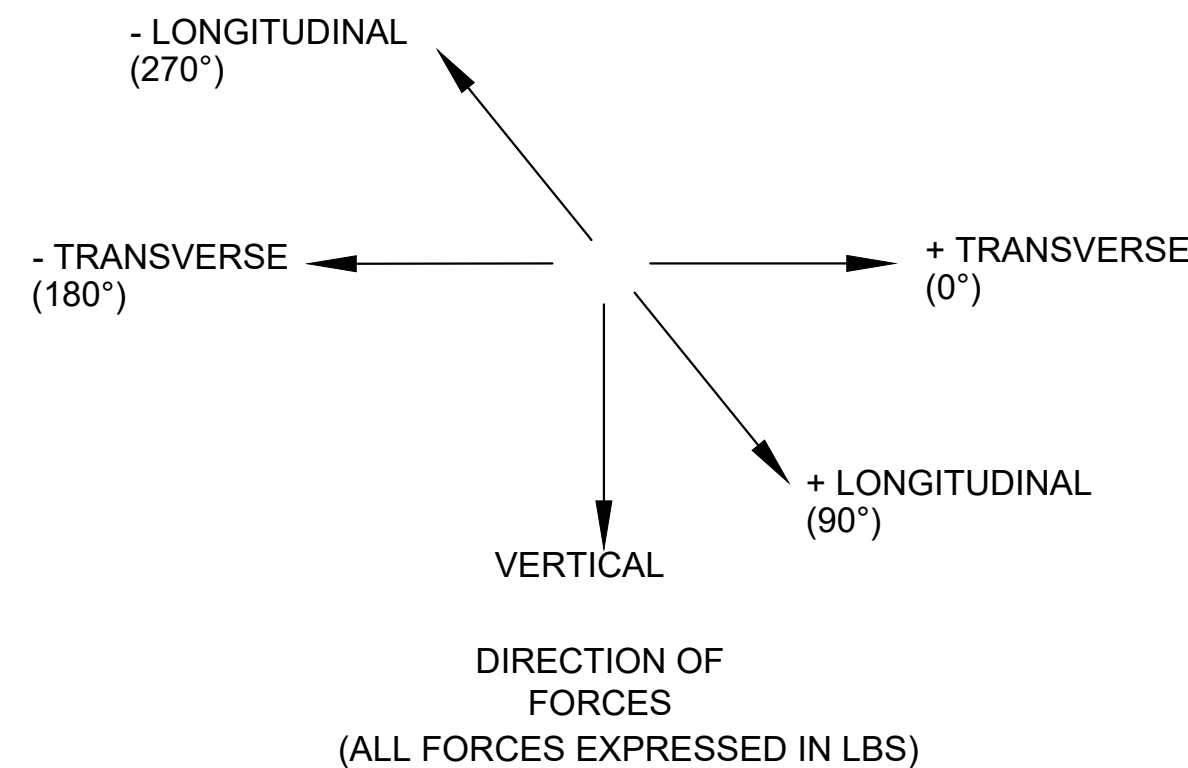 - LONGITUDINAL
(270°)
- TRANSVERSE
(180°)
+ TRANSVERSE
(0°)
+ LONGITUDINAL
(90°)
VERTICAL
DIRECTION OF
FORCES
(ALL FORCES EXPRESSED IN LBS)